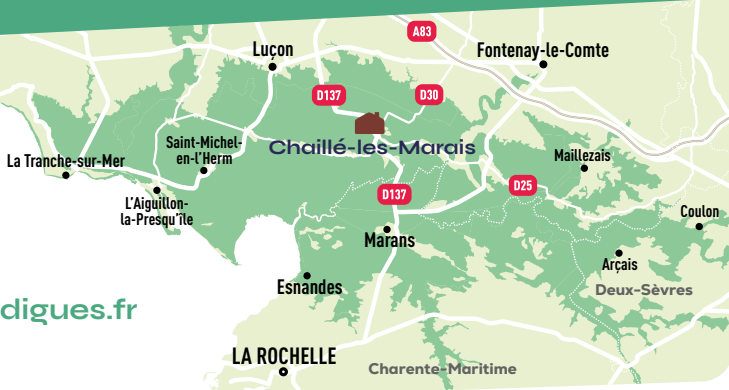 A83
Luçon
Fontenay-le-Comte
D137
D30
Chaillé-les-Marais
Saint-Michel-
en-l'Herm
La Tranche-sur-Mer
Maillezais
D25
D137
L'Aiguillon-
la-Presqu'île
Coulon
Marans
Arçais
Esnandes
Deux-Sèvres
digues.fr
LA ROCHELLE
Charente-Maritime